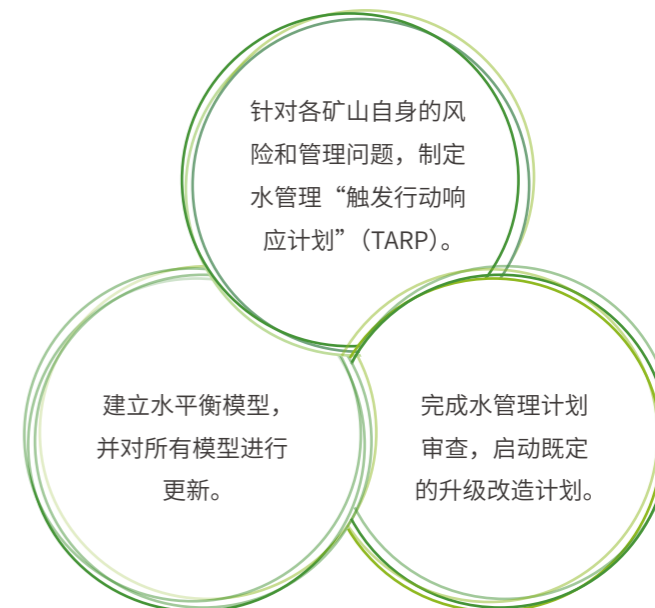 针对各矿山自身的风
险和管理问题，制定
水管理“触发行动响
应计划”（TARP）。
建立水平衡模型，
并对所有模型进行
更新。
完成水管理计划
审查，启动既定
的升级改造计划。